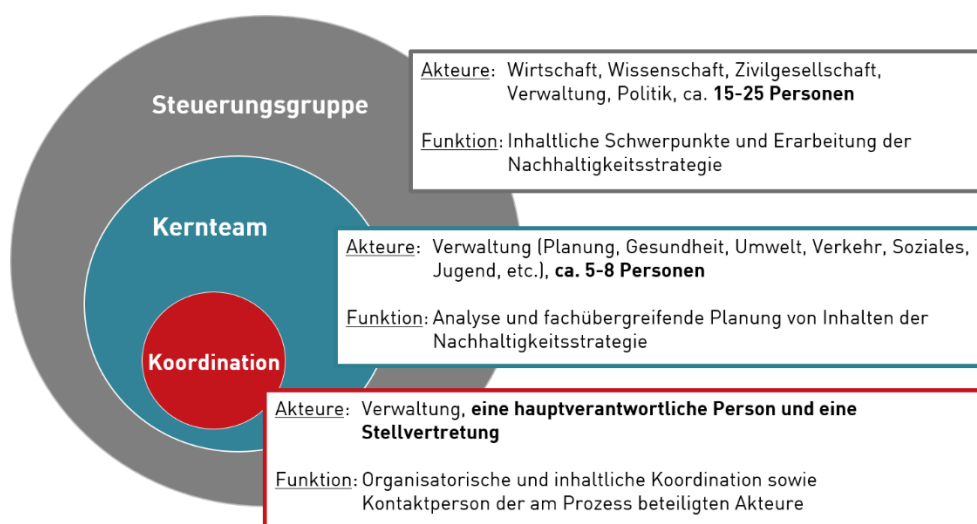 Steuerungsgruppe
Akteure: Wirtschaft, Wissenschaft, Zivilgesellschaft,
Verwaltung, Politik, ca. 15-25 Personen
Funktion: Inhaltliche Schwerpunkte und Erarbeitung der
Nachhaltigkeitsstrategie
Kernteam
Akteure: Verwaltung (Planung, Gesundheit, Umwelt, Verkehr, Soziales,
Jugend, etc.), ca. 5-8 Personen
Funktion: Analyse und fachübergreifende Planung von Inhalten der
Nachhaltigkeitsstrategie
Koordination
Akteure: Verwaltung, eine hauptverantwortliche Person und eine
Stellvertretung
Funktion: Organisatorische und inhaltliche Koordination sowie
Kontaktperson der am Prozess beteiligten Akteure